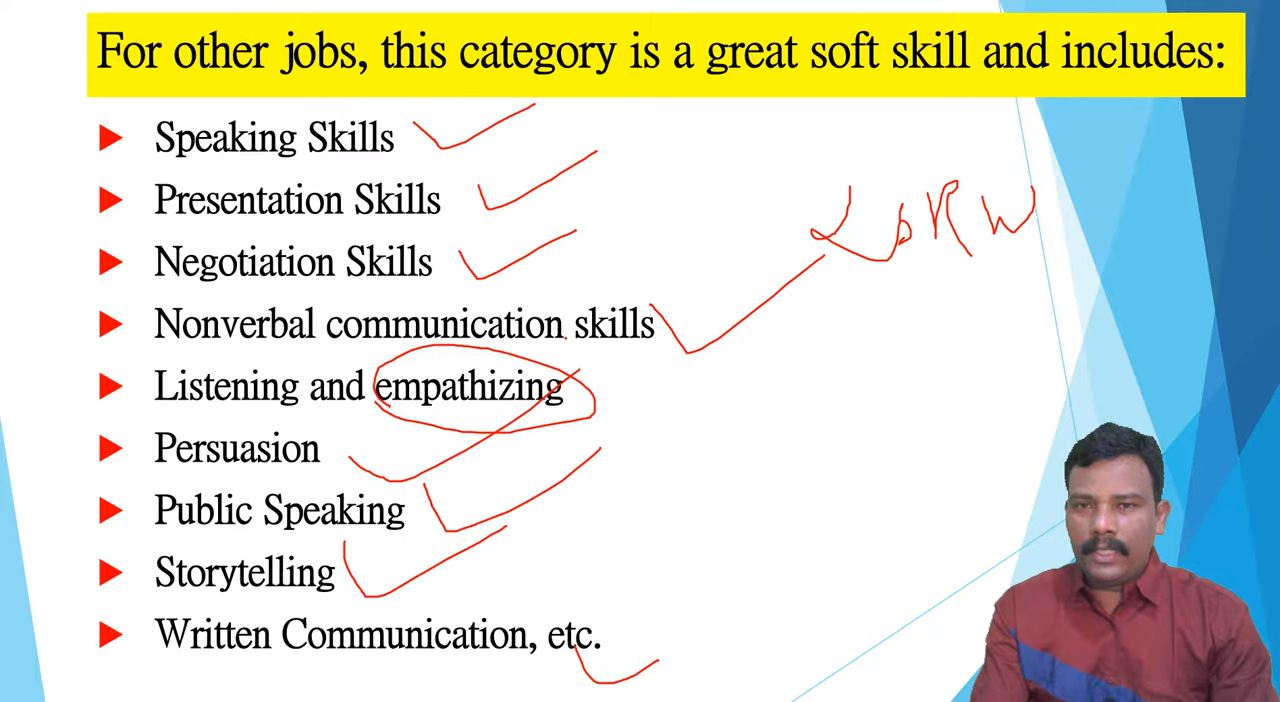 For other jobs, this category is a great soft skill and includes:
Speaking Skills
Presentation Skills
Negotiation Skills
LSRW
Nonverbal communication skills
Listening and empathizing
Persuasion
Public Speaking
Storytelling
Written Communication, etc.